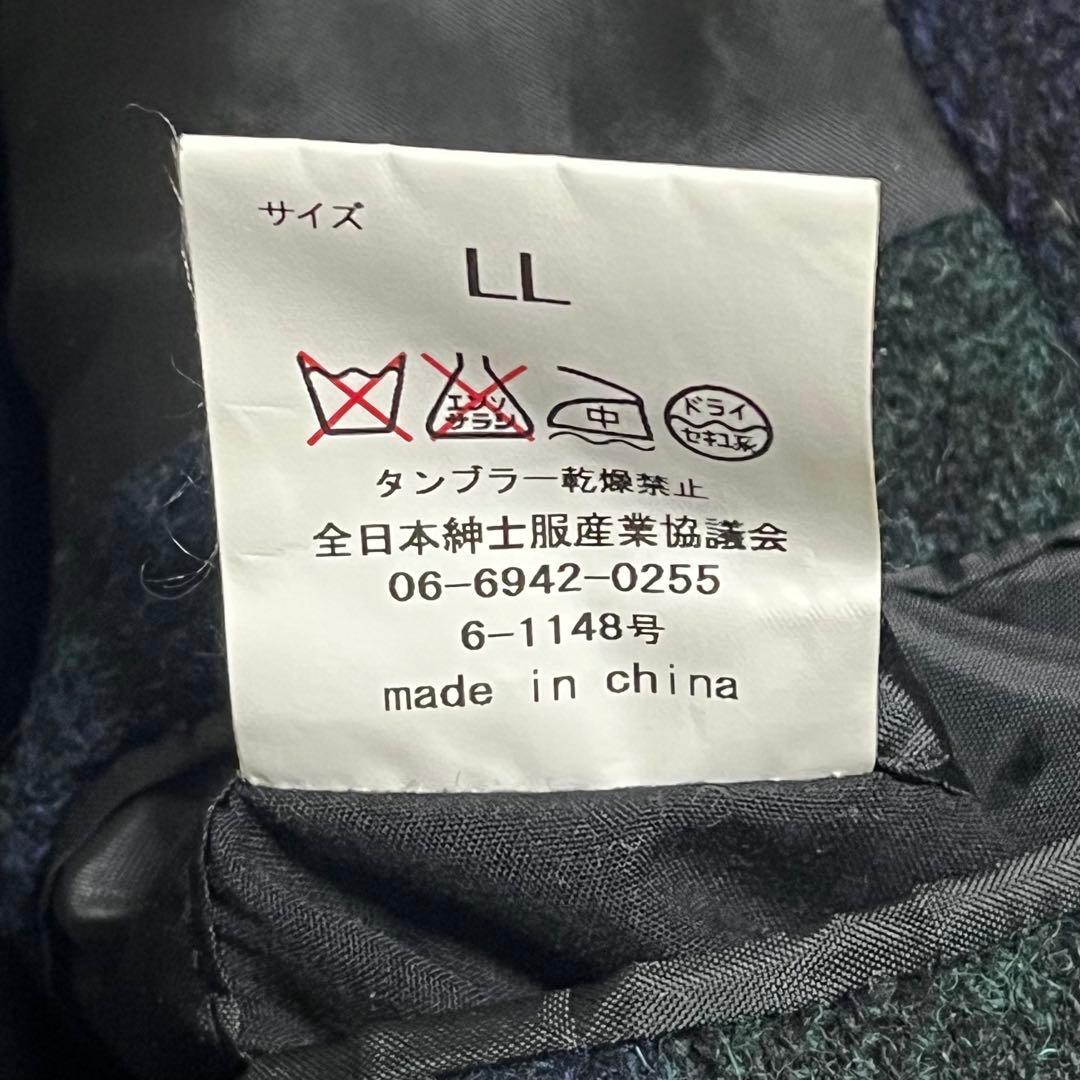 サイズ
LL
エンソ
サラシ
中
ドライ
セキユ系
タンブラー乾燥禁止
全日本紳士服産業協議会
06-6942-0255
6-1148号
made in china